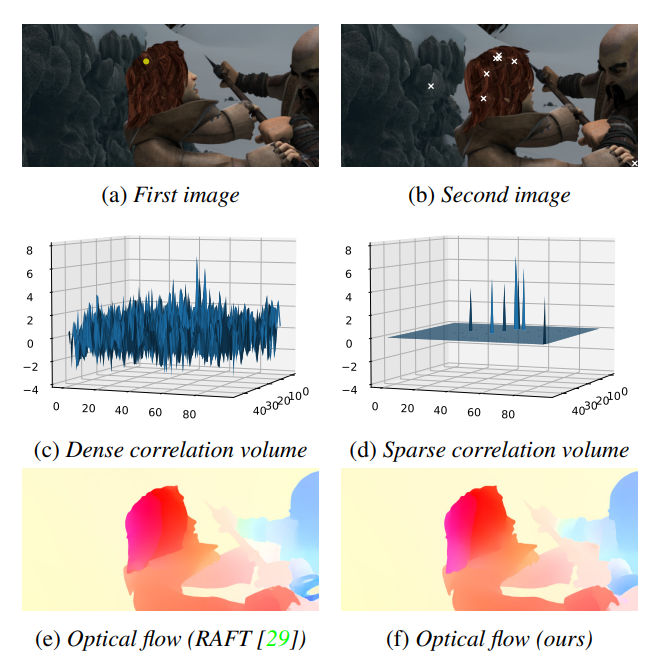 (a) First image
(b) Second image
8
6
4
2
0
−2
−4
0 20 40 60 80
40 30 20 10 0
8
6
4
2
0
−2
−4
0 20 40 60 80
40 30 20 10 0
(c) Dense correlation volume
(d) Sparse correlation volume
(e) Optical flow (RAFT [29])
(f) Optical flow (ours)